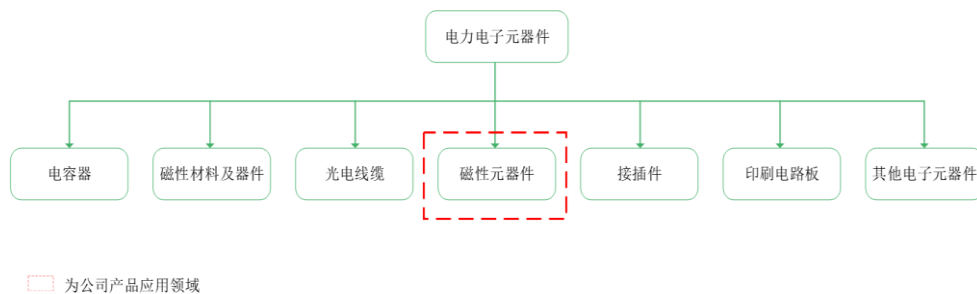 电力电子元器件
电容器
磁性材料及器件
光电线缆
磁性元器件
接插件
印刷电路板
其他电子元器件
为公司产品应用领域